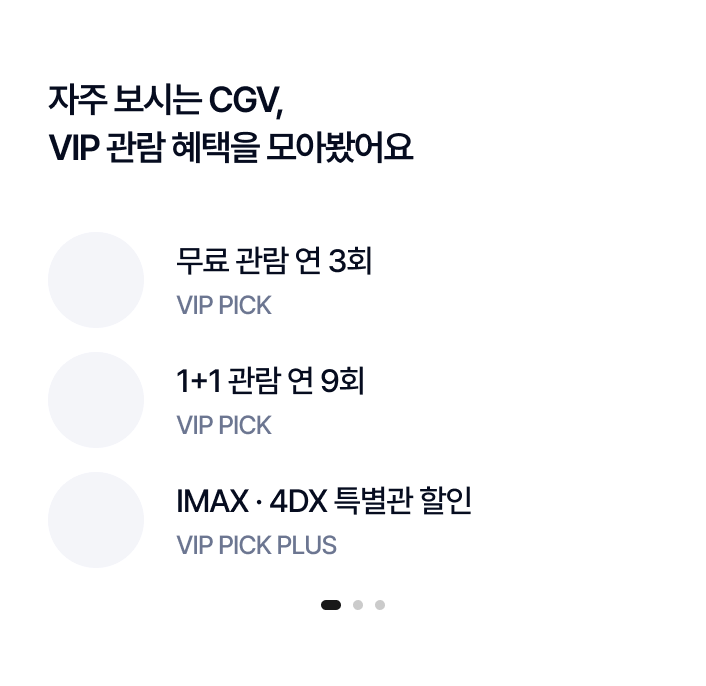 자주 보시는 CGV,
VIP 관람 혜택을 모아봤어요
무료 관람 연 3회
VIP PICK
1+1 관람 연 9회
VIP PICK
IMAX · 4DX 특별관 할인
VIP PICK PLUS